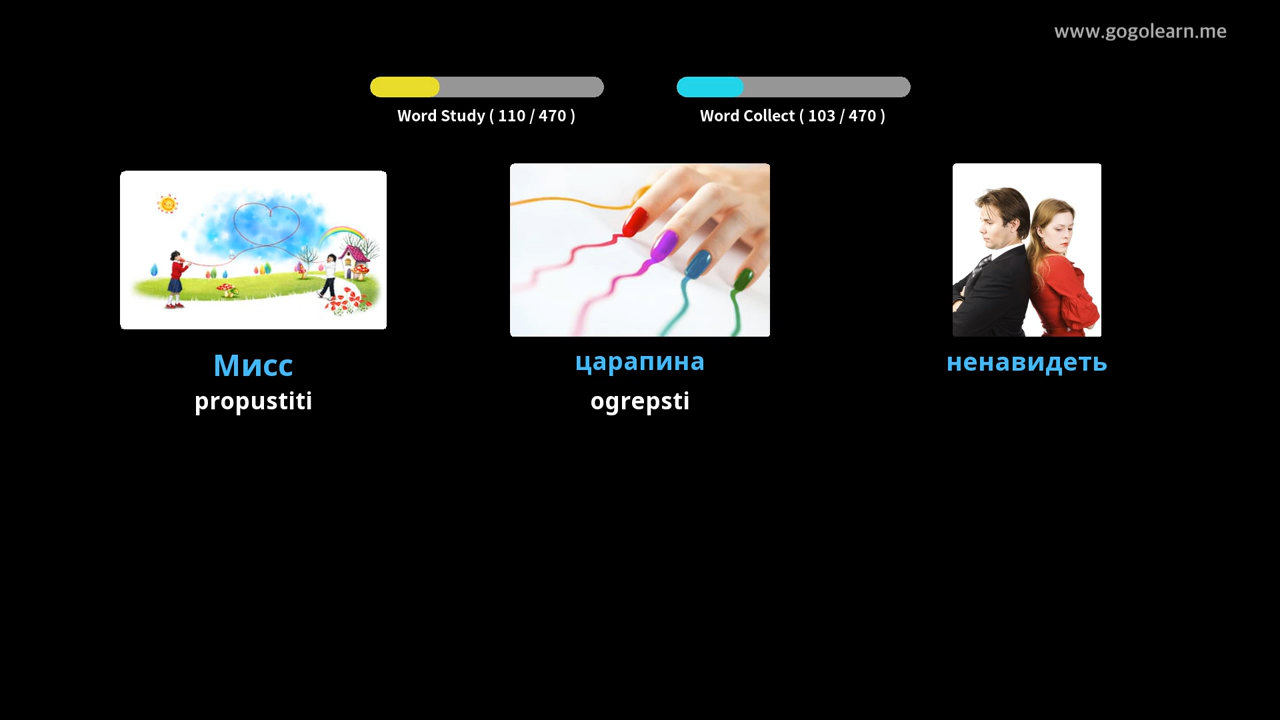 www.gogolearn.me
Word Study ( 110 / 470 )
Word Collect ( 103 / 470 )
Мисс
царапина
ненавидеть
propustiti
ogrepsti